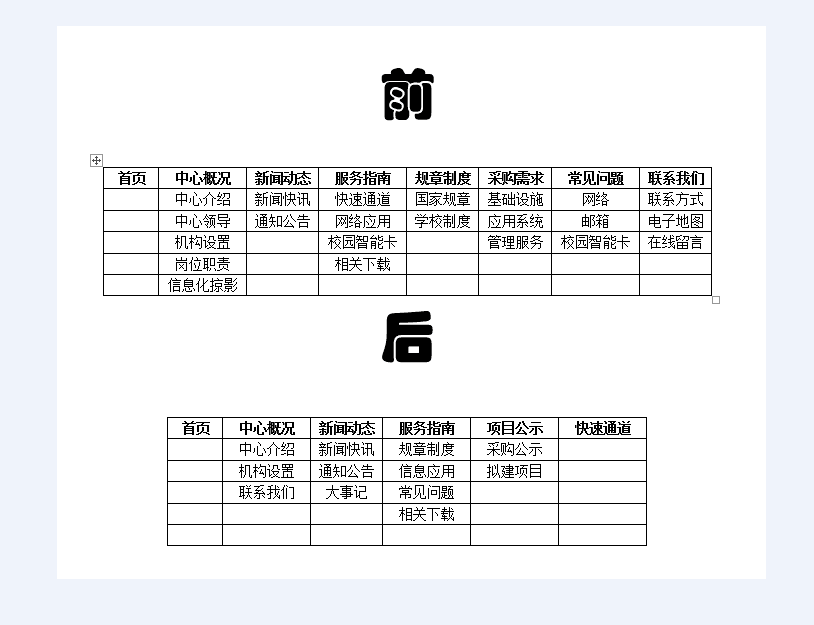 前
首页 中心概况 新闻动态 服务指南 规章制度 采购需求 常见问题 联系我们
中心介绍 新闻快讯 快速通道 国家规章 基础设施 网络 联系方式
中心领导 通知公告 网络应用 学校制度 应用系统 邮箱 电子地图
机构设置 校园智能卡 管理服务 校园智能卡 在线留言
岗位职责 相关下载
信息化掠影
后
首页 中心概况 新闻动态 服务指南 项目公示 快速通道
中心介绍 新闻快讯 规章制度 采购公示
机构设置 通知公告 信息应用 拟建项目
联系我们 大事记 常见问题
相关下载